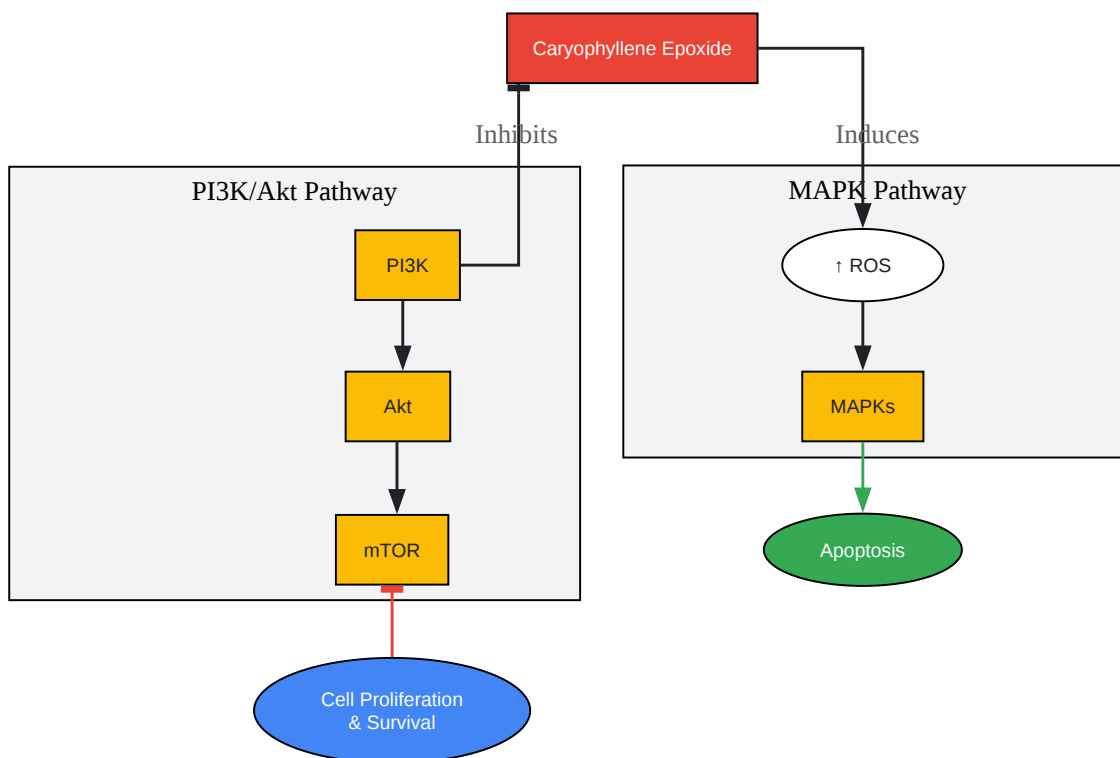 Caryophyllene Epoxide
Inhibits
Induces
PI3K/Akt Pathway
MAPK Pathway
PI3K
↑ ROS
Akt
MAPKs
mTOR
Apoptosis
Cell Proliferation
& Survival